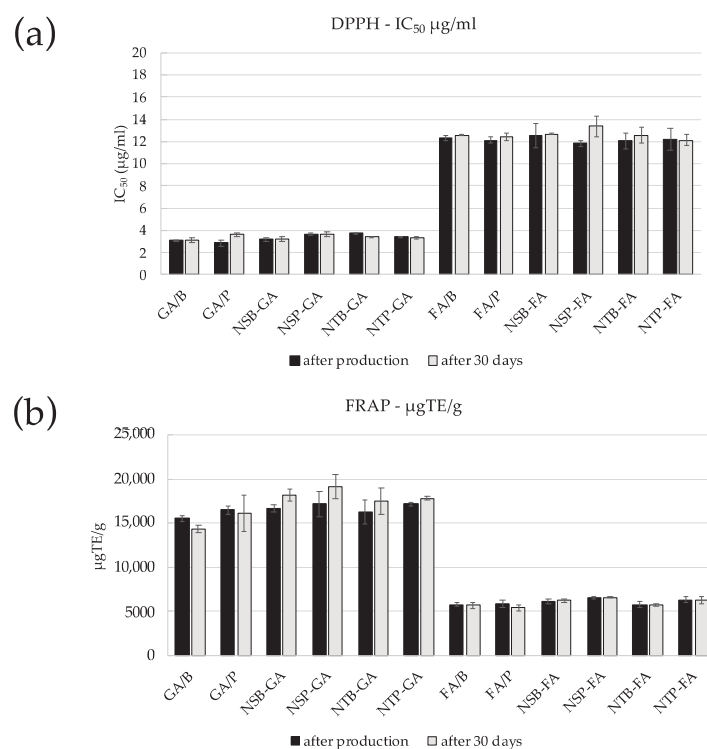 (a)
DPPH - IC50 µg/ml
IC50 (µg/ml)
20
18
16
14
12
10
8
6
4
2
0
GA/B
GA/P
NSB-GA
NSP-GA
NTB-GA
NTP-GA
FA/B
FA/P
NSB-FA
NSP-FA
NTB-FA
NTP-FA
after production
after 30 days
(b)
FRAP - µgTE/g
µgTE/g
25,000
20,000
15,000
10,000
5000
0
GA/B
GA/P
NSB-GA
NSP-GA
NTB-GA
NTP-GA
FA/B
FA/P
NSB-FA
NSP-FA
NTB-FA
NTP-FA
after production
after 30 days